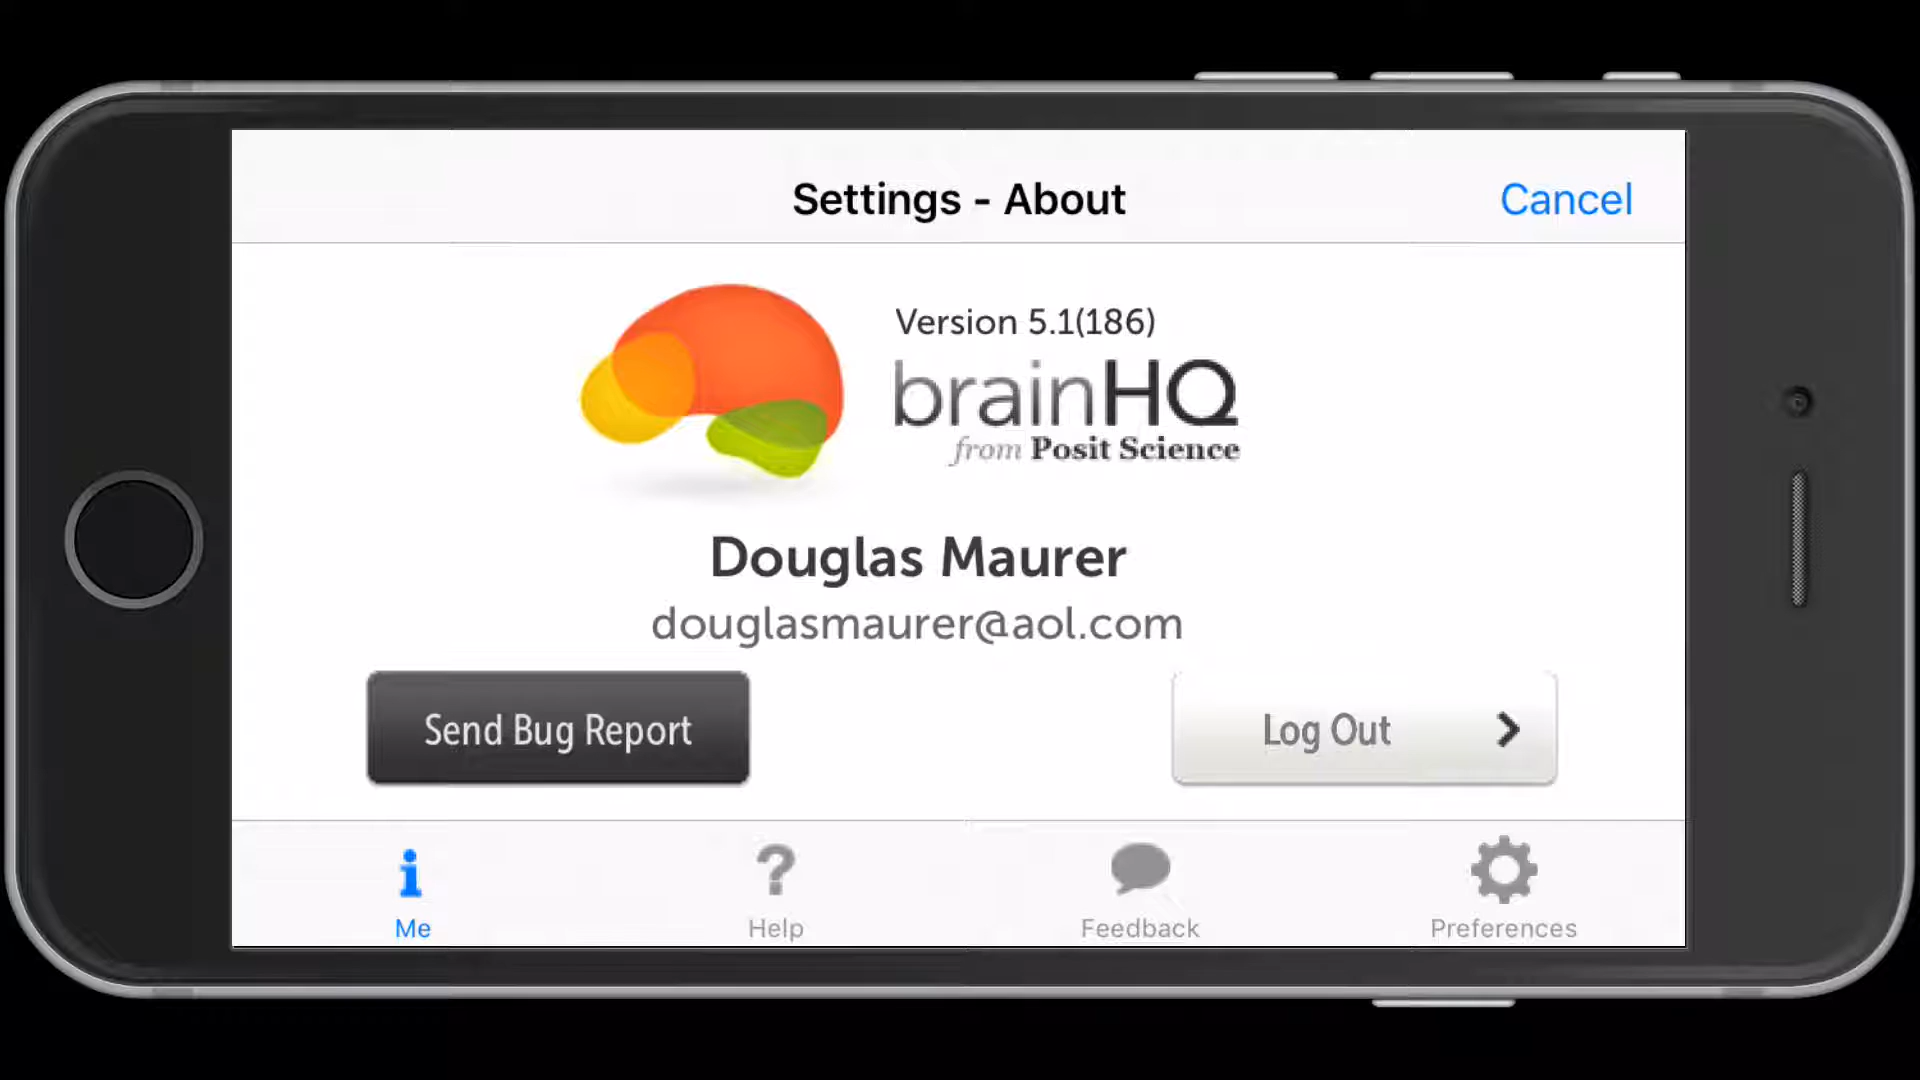 Settings - About
Cancel
Version 5.1(186)
brainHQ
from Posit Science
Douglas Maurer
douglasmaurer@aol.com
Send Bug Report
Log Out
Me
Help
Feedback
Preferences